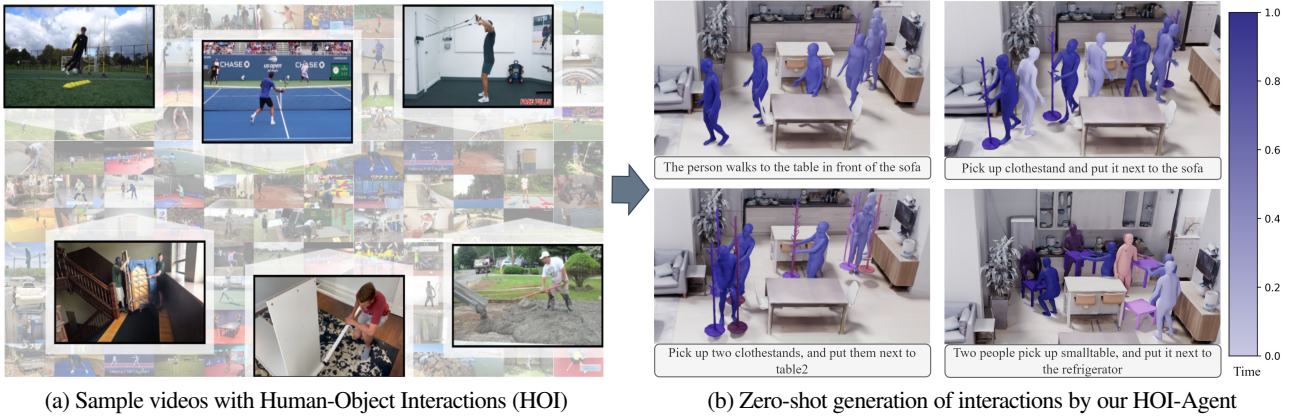 CHASE
us open
CHASE
FACE PULLS
The person walks to the table in front of the sofa
Pick up clothestand and put it next to the sofa
Pick up two clothestands, and put them next to
table2
Two people pick up smalltable, and put it next to
the refrigerator
1.0
0.8
0.6
0.4
0.2
0.0
Time
(a) Sample videos with Human-Object Interactions (HOI)
(b) Zero-shot generation of interactions by our HOI-Agent